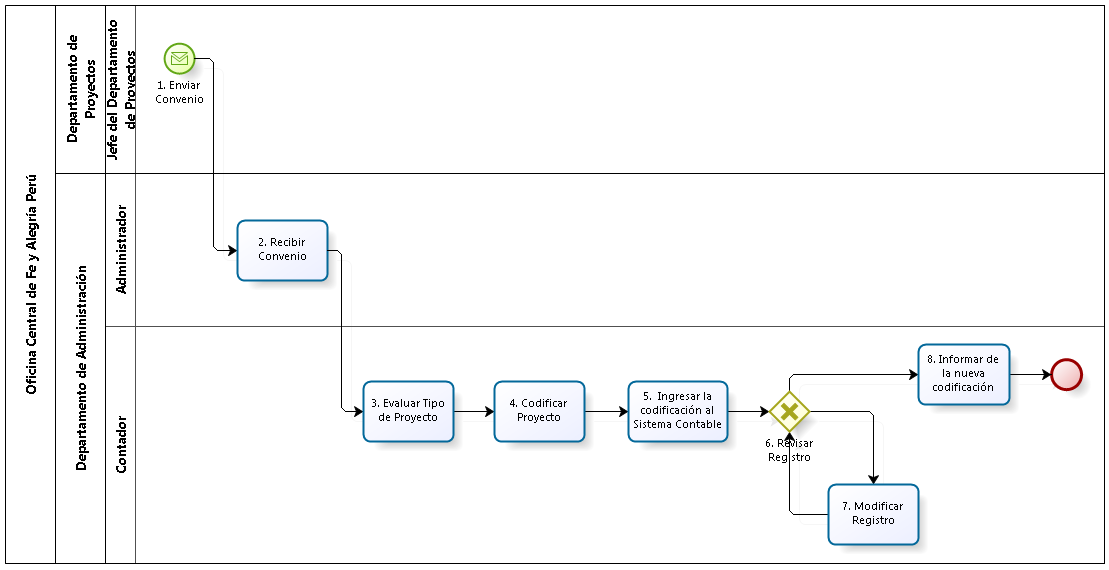 Oficina Central de Fe y Alegría Perú
Departamento de
Proyectos
Jefe del Departamento
de Proyectos
1. Enviar
Convenio
Departamento de Administración
Administrador
2. Recibir
Convenio
Contador
3. Evaluar Tipo
de Proyecto
4. Codificar
Proyecto
5.  Ingresar la
codificación al
Sistema Contable
6. Revisar
Registro
7. Modificar
Registro
8. Informar de
la nueva
codificación